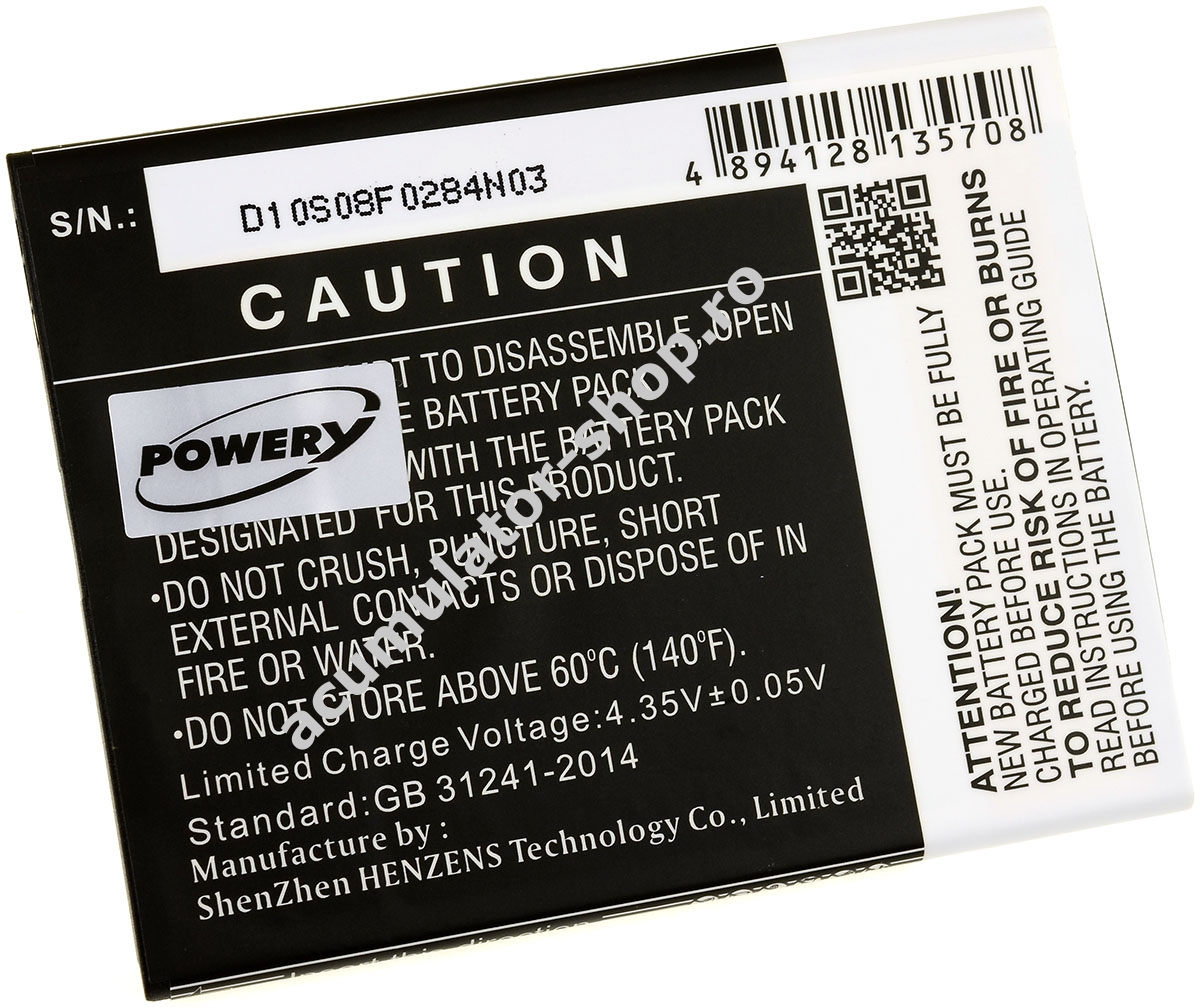 S/N.:
D10S08F0284N03
4 894128 135708
CAUTION
TO DISASSEMBLE, OPEN
BATTERY PACK.
WITH THE BATTERY PACK
DESIGNATED FOR THIS PRODUCT.
•DO NOT CRUSH, PUNCTURE, SHORT
EXTERNAL CONTACTS OR DISPOSE OF IN
FIRE OR WATER.
•DO NOT STORE ABOVE 60°C (140°F).
Limited Charge Voltage:4.35V±0.05V
Standard:GB 31241-2014
Manufacture by :
ShenZhen HENZENS Technology Co., Limited
Insert this direction
POWERY
acumulator-shop.ro
ATTENTION!
NEW BATTERY PACK MUST BE FULLY
CHARGED BEFORE USE.
TO REDUCE RISK OF FIRE OR BURNS
READ INSTRUCTIONS IN OPERATING GUIDE
BEFORE USING THE BATTERY.